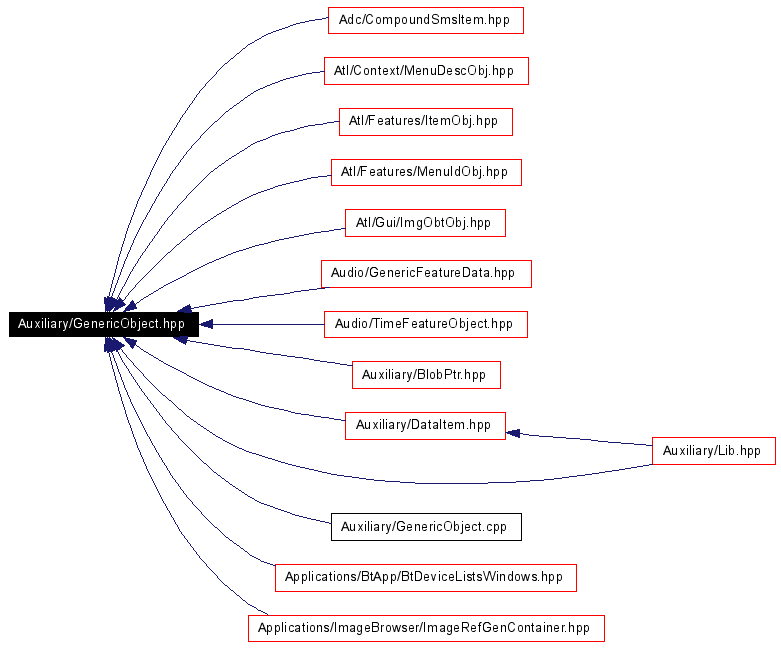 Adc/CompoundSmsItem.hpp
Atl/Context/MenuDescObj.hpp
Atl/Features/ItemObj.hpp
Atl/Features/MenuIdObj.hpp
Atl/Gui/ImgObtObj.hpp
Audio/GenericFeatureData.hpp
Auxiliary/GenericObject.hpp
Audio/TimeFeatureObject.hpp
Auxiliary/BlobPtr.hpp
Auxiliary/DataItem.hpp
Auxiliary/Lib.hpp
Auxiliary/GenericObject.cpp
Applications/BtApp/BtDeviceListsWindows.hpp
Applications/ImageBrowser/ImageRefGenContainer.hpp